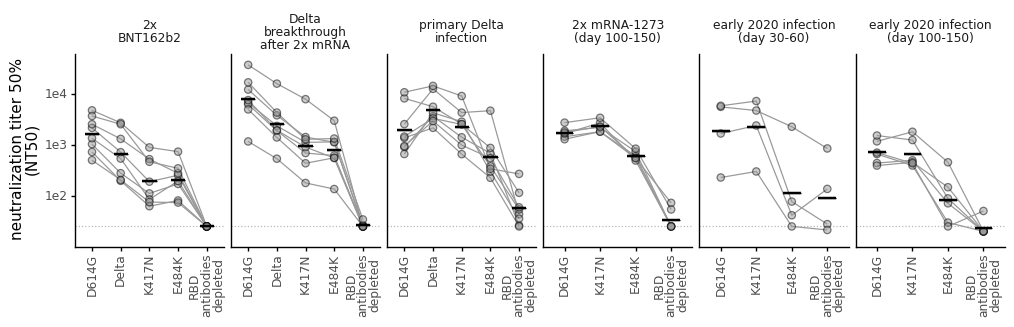 2x
BNT162b2
Delta
breakthrough
after 2x mRNA
primary Delta
infection
2x mRNA-1273
(day 100-150)
early 2020 infection
(day 30-60)
early 2020 infection
(day 100-150)
neutralization titer 50%
(NT50)
1e4
1e3
1e2
D614G
Delta
K417N
E484K
RBD
antibodies
depleted
D614G
Delta
K417N
E484K
RBD
antibodies
depleted
D614G
Delta
K417N
E484K
RBD
antibodies
depleted
D614G
K417N
E484K
RBD
antibodies
depleted
D614G
K417N
E484K
RBD
antibodies
depleted
D614G
K417N
E484K
RBD
antibodies
depleted